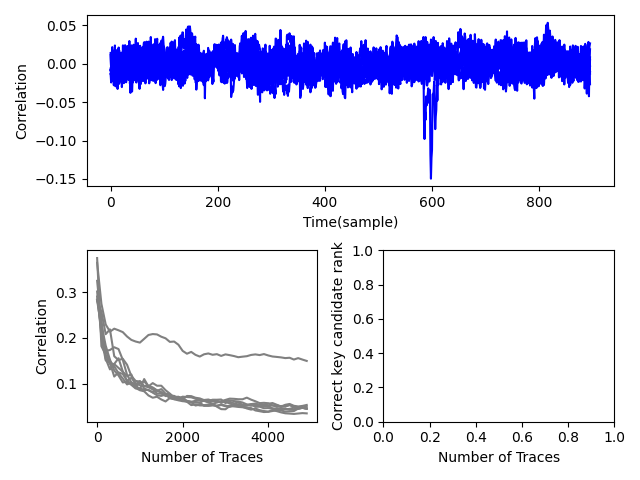 0.05
0.00
−0.05
−0.10
−0.15
Correlation
0 200 400 600 800
Time(sample)
0.3
0.2
0.1
Correlation
0 2000 4000
Number of Traces
1.0
0.8
0.6
0.4
0.2
0.0
Correct key candidate rank
0.0 0.2 0.4 0.6 0.8 1.0
Number of Traces